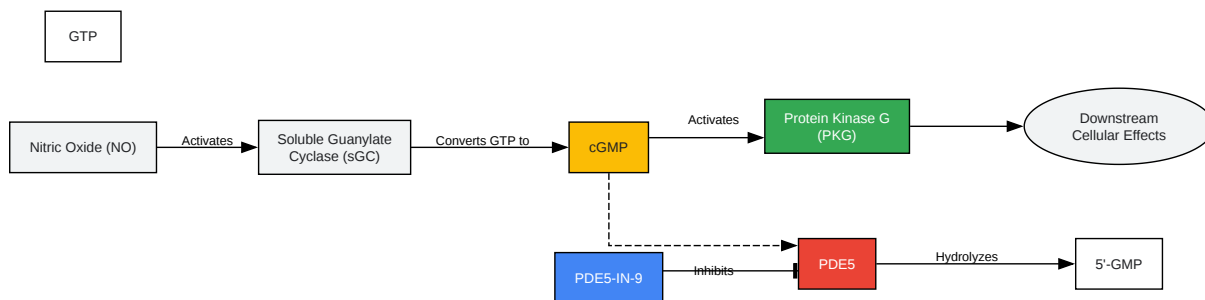 GTP
Nitric Oxide (NO)
Activates
Soluble Guanylate
Cyclase (sGC)
Converts GTP to
cGMP
Activates
Protein Kinase G
(PKG)
Downstream
Cellular Effects
PDE5-IN-9
Inhibits
PDE5
Hydrolyzes
5'-GMP